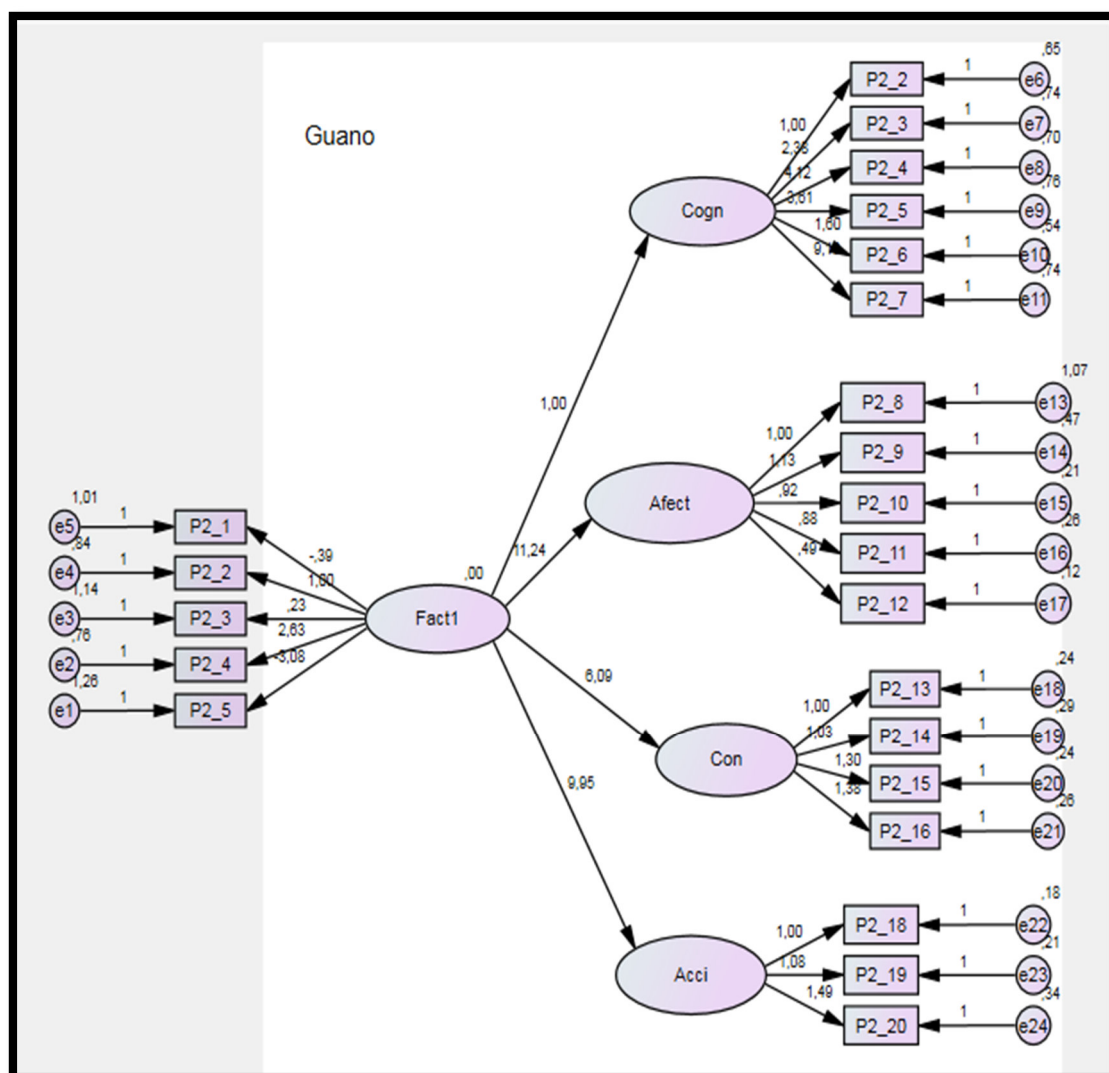 Guano
,65
P2_2
1
e6
1,00
,74
P2_3
1
e7
2,38
,70
P2_4
1
e8
4,12
,76
P2_5
1
e9
3,61
,54
P2_6
1
e10
1,60
,74
P2_7
1
e11
Cogn
1,00
1,07
P2_8
1
e13
1,00
,47
P2_9
1
e14
1,13
,21
P2_10
1
e15
,92
,26
P2_11
1
e16
,88
,12
P2_12
1
e17
,49
Afect
11,24
1,01
e5
1
P2_1
-,39
,84
e4
1
P2_2
1,00
1,14
e3
1
P2_3
,23
,76
e2
1
P2_4
2,63
1,26
e1
1
P2_5
-3,08
,00
Fact1
6,09
,24
P2_13
1
e18
1,00
,29
P2_14
1
e19
1,03
,24
P2_15
1
e20
1,30
,26
P2_16
1
e21
1,38
Con
9,95
,18
P2_18
1
e22
1,00
,21
P2_19
1
e23
1,08
,34
P2_20
1
e24
1,49
Acci